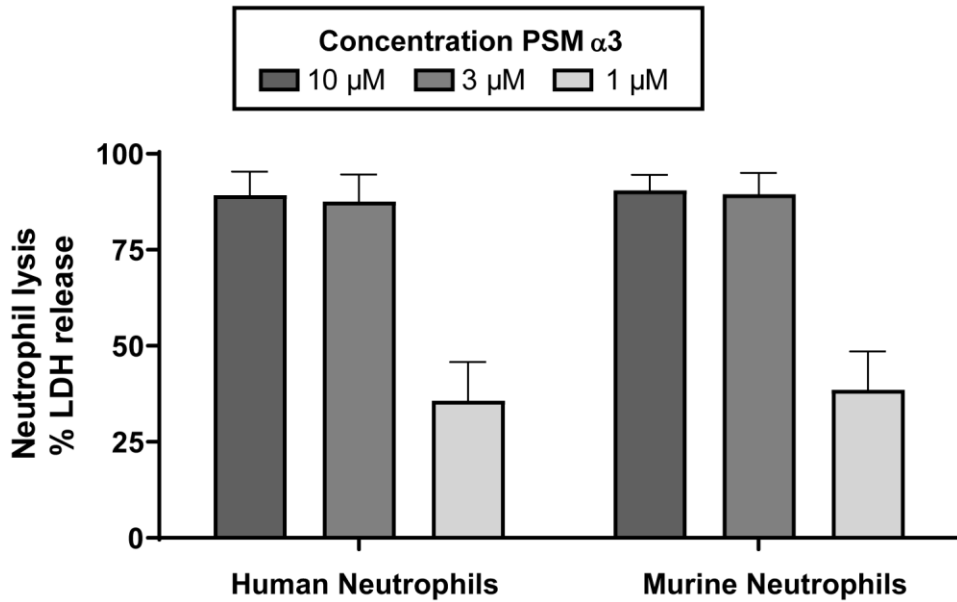 Concentration PSM α3
10 µM 3 µM 1 µM
Neutrophil lysis
% LDH release
100
75
50
25
0
Human Neutrophils Murine Neutrophils